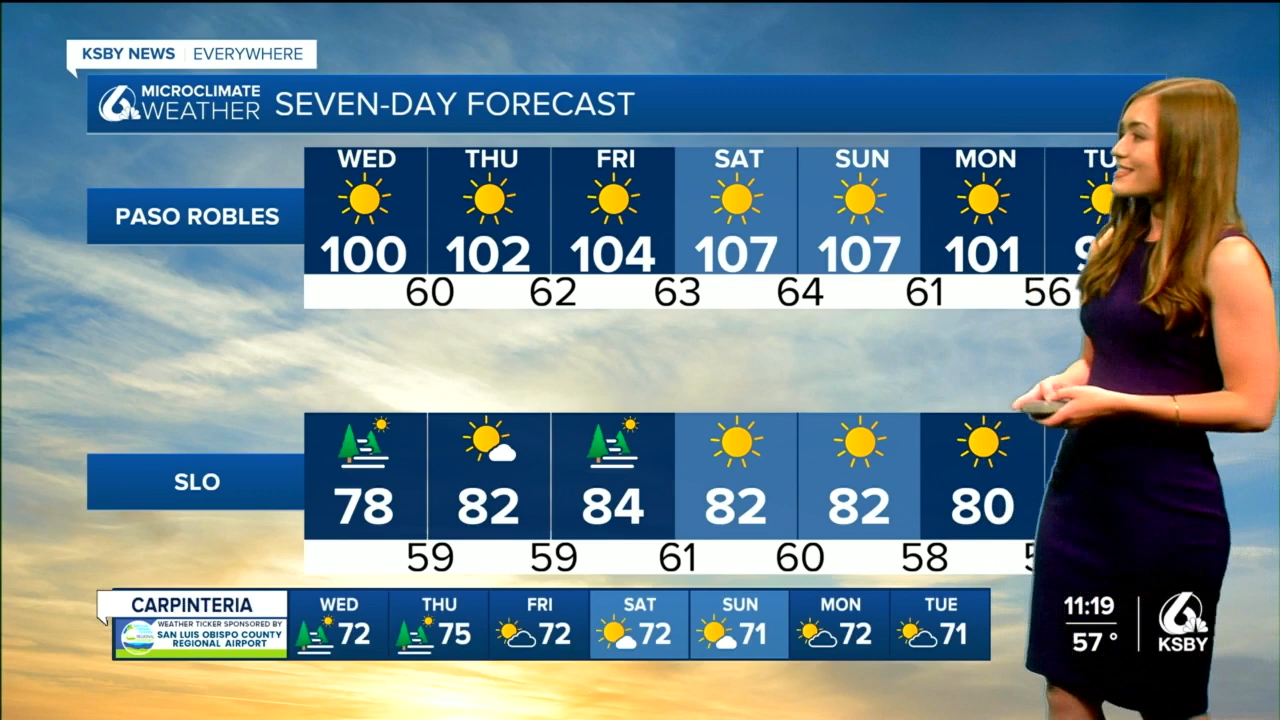 KSBY NEWS EVERYWHERE
6 MICROCLIMATE WEATHER SEVEN-DAY FORECAST
WED THU FRI SAT SUN MON
PASO ROBLES
100 102 104 107 107 101
60 62 63 64 61 56
SLO
78 82 84 82 82 80
59 59 61 60 58
CARPINTERIA WED THU FRI SAT SUN MON TUE
WEATHER TICKER SPONSORED BY
SAN LUIS OBISPO COUNTY
REGIONAL AIRPORT
72 75 72 72 71 72 71
11:19
57°
6
KSBY